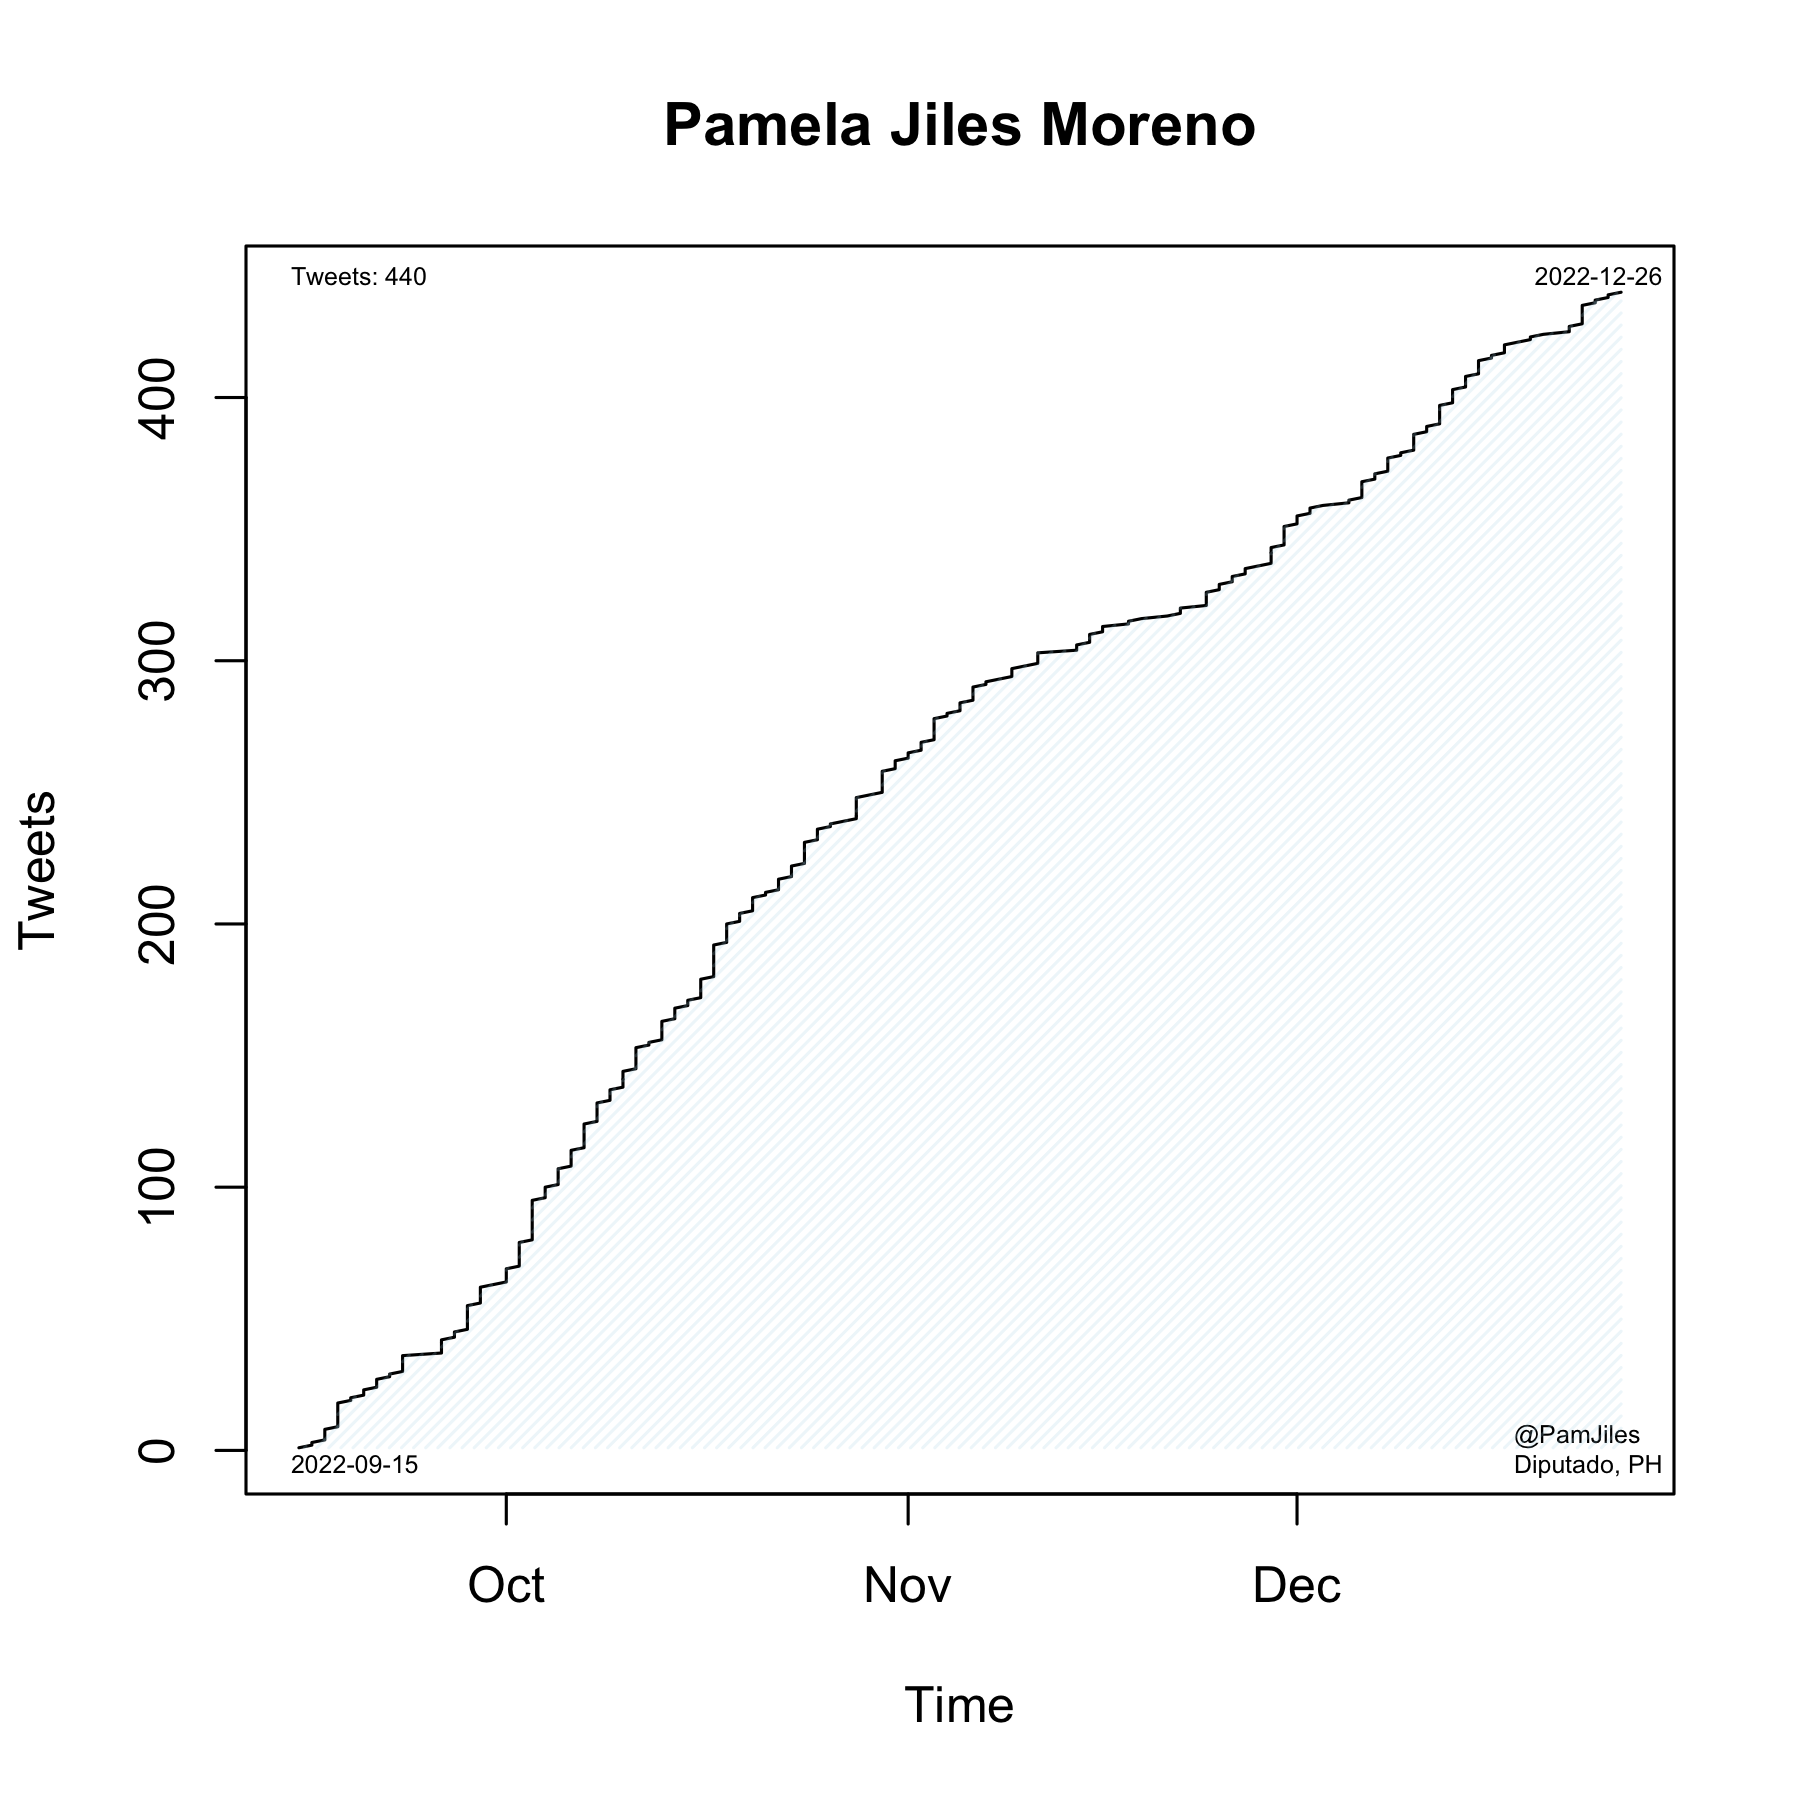 Pamela Jiles Moreno
Tweets: 440
2022-12-26
400
300
200
100
0
Tweets
2022-09-15
@PamJiles
Diputado, PH
Oct
Nov
Dec
Time